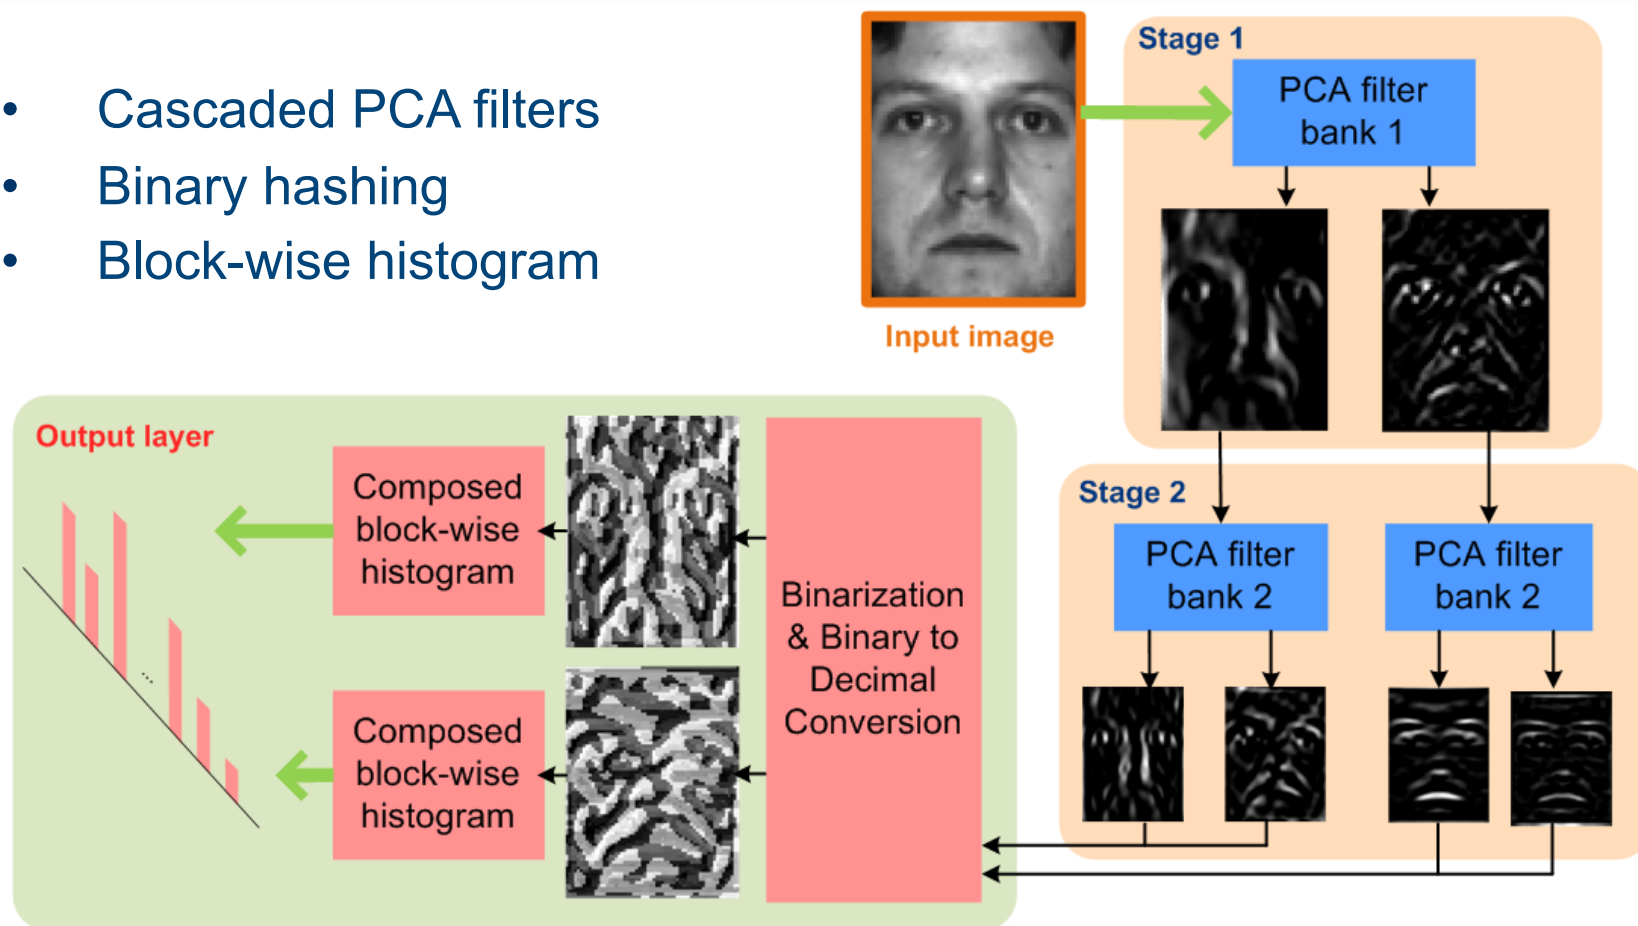 • Cascaded PCA filters
• Binary hashing
• Block-wise histogram
Input image
Stage 1
PCA filter
bank 1
Stage 2
PCA filter
bank 2
PCA filter
bank 2
Output layer
Composed
block-wise
histogram
Composed
block-wise
histogram
...
Binarization
& Binary to
Decimal
Conversion